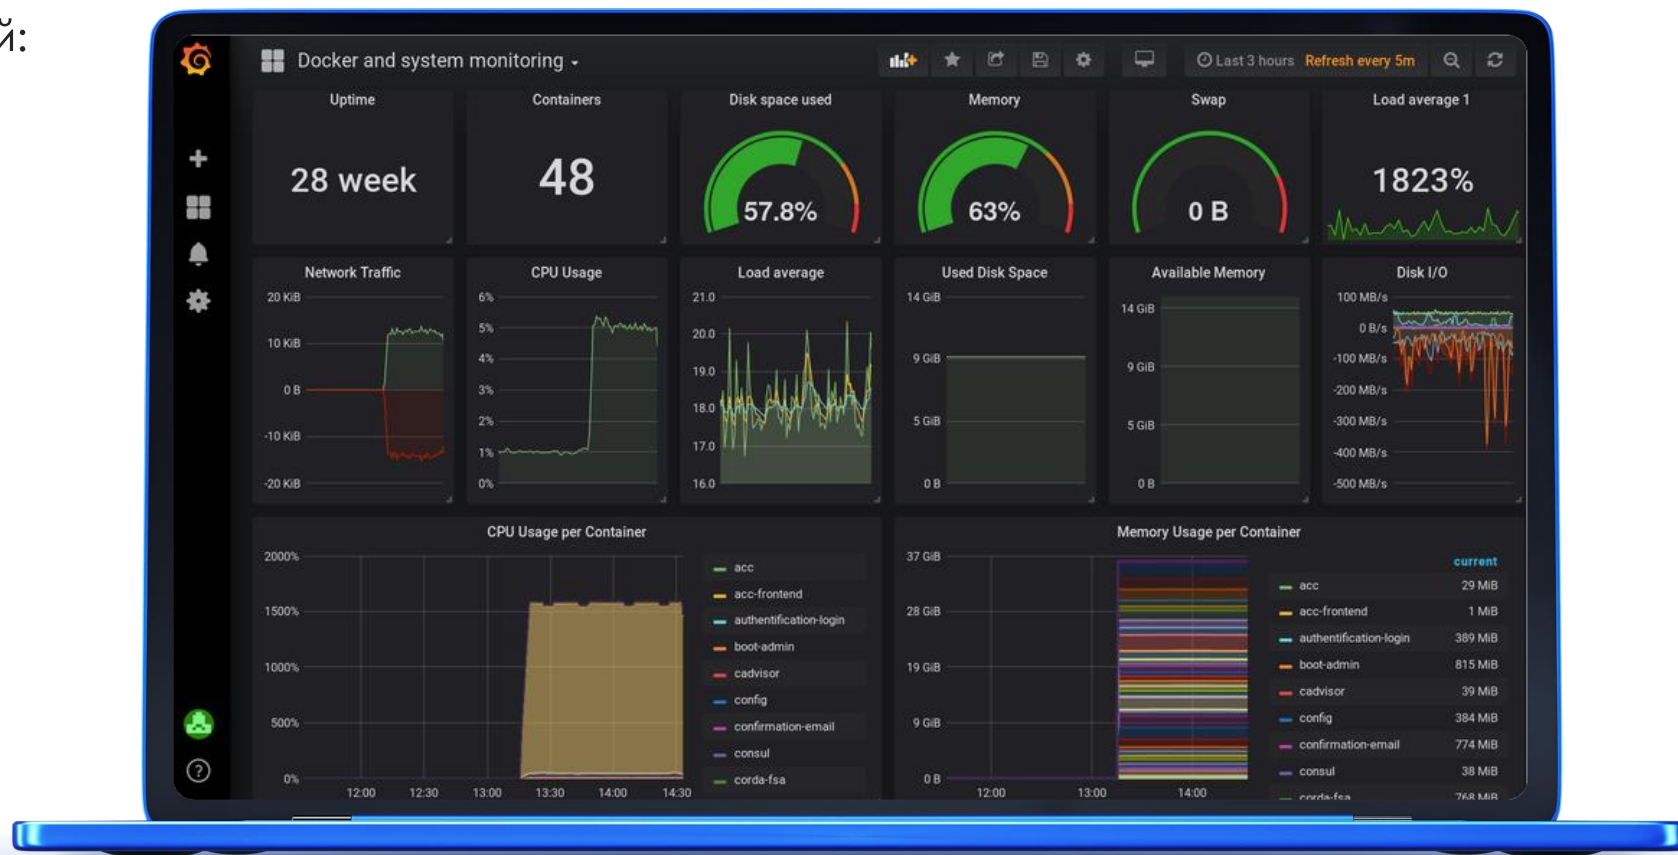 й:
Docker and system monitoring
Last 3 hours Refresh every 5m
Uptime
28 week
Containers
48
Disk space used
57.8%
Memory
63%
Swap
0 B
Load average 1
1823%
Network Traffic
20 KiB
10 KiB
0 B
-10 KiB
-20 KiB
CPU Usage
6%
5%
4%
3%
2%
1%
0%
Load average
21.0
20.0
19.0
18.0
17.0
16.0
Used Disk Space
14 GiB
9 GiB
5 GiB
0 B
Available Memory
14 GiB
9 GiB
5 GiB
0 B
Disk I/O
100 MB/s
0 B/s
-100 MB/s
-200 MB/s
-300 MB/s
-400 MB/s
-500 MB/s
CPU Usage per Container
2000%
1500%
1000%
500%
0%
12:00 12:30 13:00 13:30 14:00 14:30
acc
acc-frontend
authentification-login
boot-admin
cadvisor
config
confirmation-email
consul
corda-fsa
Memory Usage per Container
37 GiB
28 GiB
19 GiB
9 GiB
0 B
12:00 13:00 14:00
current
acc 29 MiB
acc-frontend 1 MiB
authentification-login 389 MiB
boot-admin 815 MiB
cadvisor 39 MiB
config 384 MiB
confirmation-email 774 MiB
consul 38 MiB
corda-fsa 768 MiB
?